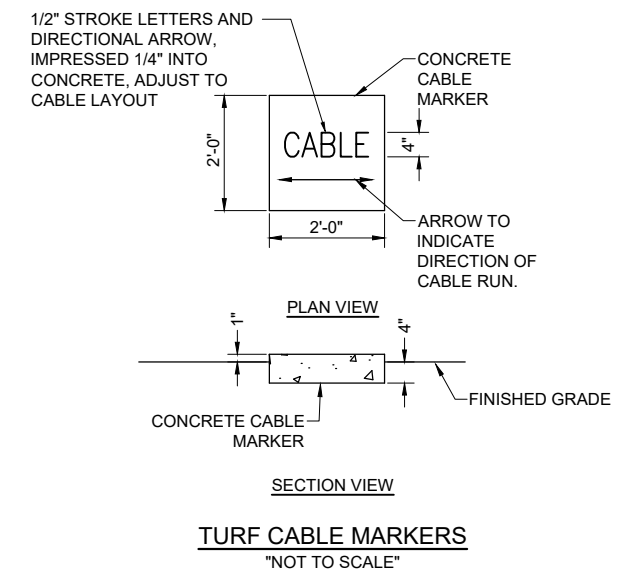 1/2" STROKE LETTERS AND
DIRECTIONAL ARROW,
IMPRESSED 1/4" INTO
CONCRETE, ADJUST TO
CABLE LAYOUT
CONCRETE
CABLE
MARKER
2'-0"
CABLE
4"
2'-0"
ARROW TO
INDICATE
DIRECTION OF
CABLE RUN.
PLAN VIEW
1"
4"
FINISHED GRADE
CONCRETE CABLE
MARKER
SECTION VIEW
TURF CABLE MARKERS
"NOT TO SCALE"